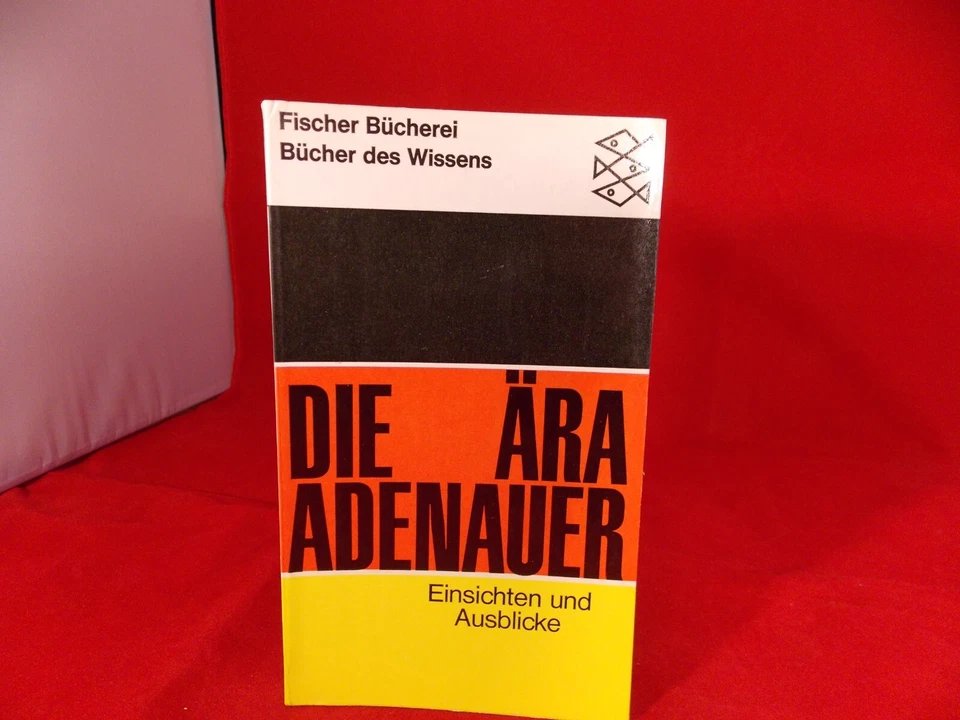 Fischer Bücherei
Bücher des Wissens
DIE ÄRA
ADENAUER
Einsichten und
Ausblicke